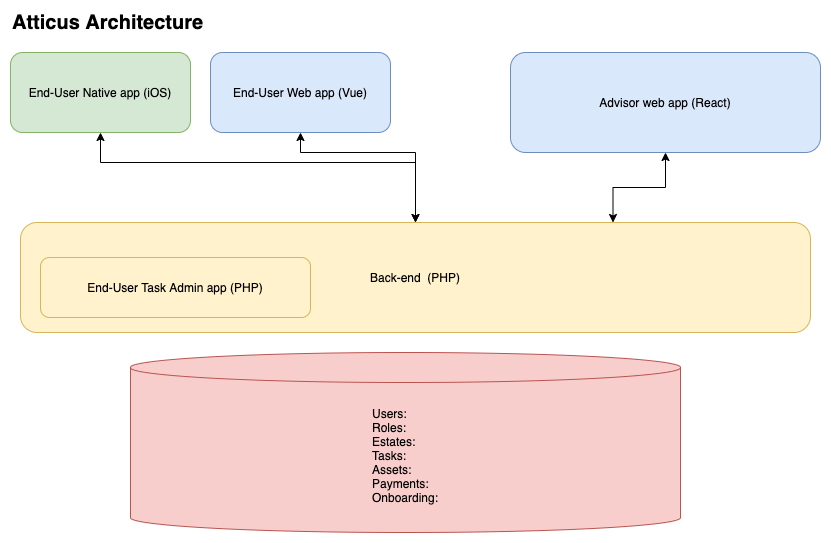 Atticus Architecture
End-User Native app (iOS)
End-User Web app (Vue)
Advisor web app (React)
Back-end  (PHP)
End-User Task Admin app (PHP)
Users:
Roles:
Estates:
Tasks:
Assets:
Payments:
Onboarding: